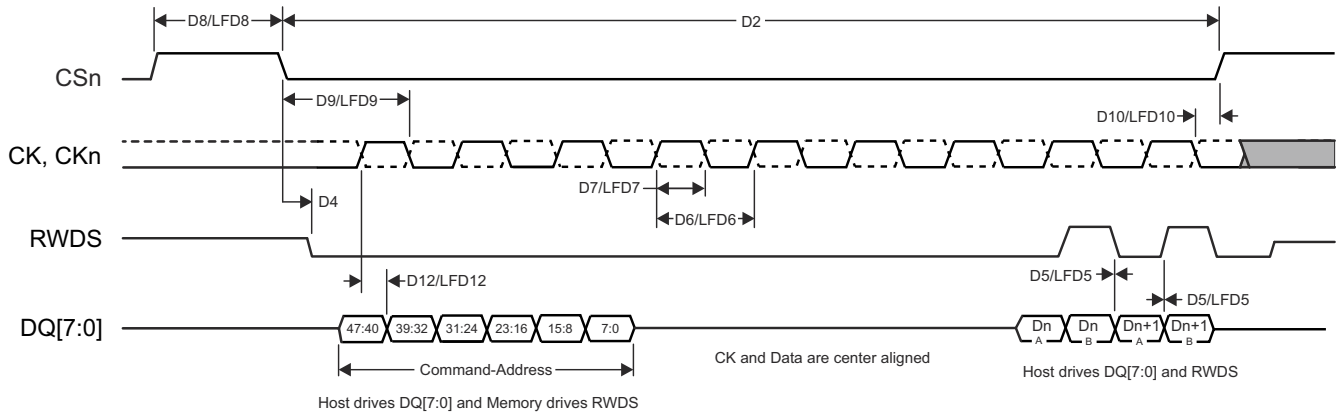 D8/LFD8
D2
CSn
D9/LFD9
D10/LFD10
CK, CKn
D7/LFD7
D4
D6/LFD6
RWDS
D12/LFD12
D5/LFD5
D5/LFD5
DQ[7:0]
47:40 39:32 31:24 23:16 15:8 7:0
Dn A Dn B Dn+1 A Dn+1 B
Command-Address
CK and Data are center aligned
Host drives DQ[7:0] and RWDS
Host drives DQ[7:0] and Memory drives RWDS